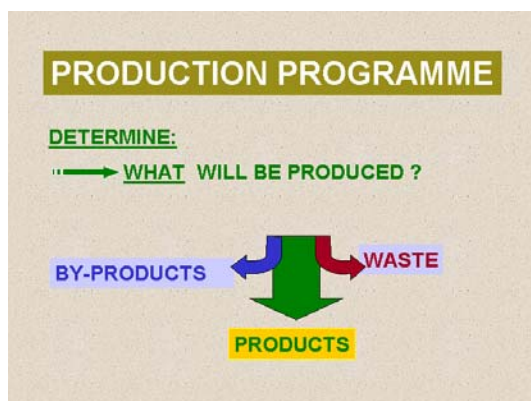 PRODUCTION PROGRAMME
DETERMINE:
WHAT WILL BE PRODUCED ?
BY-PRODUCTS
WASTE
PRODUCTS